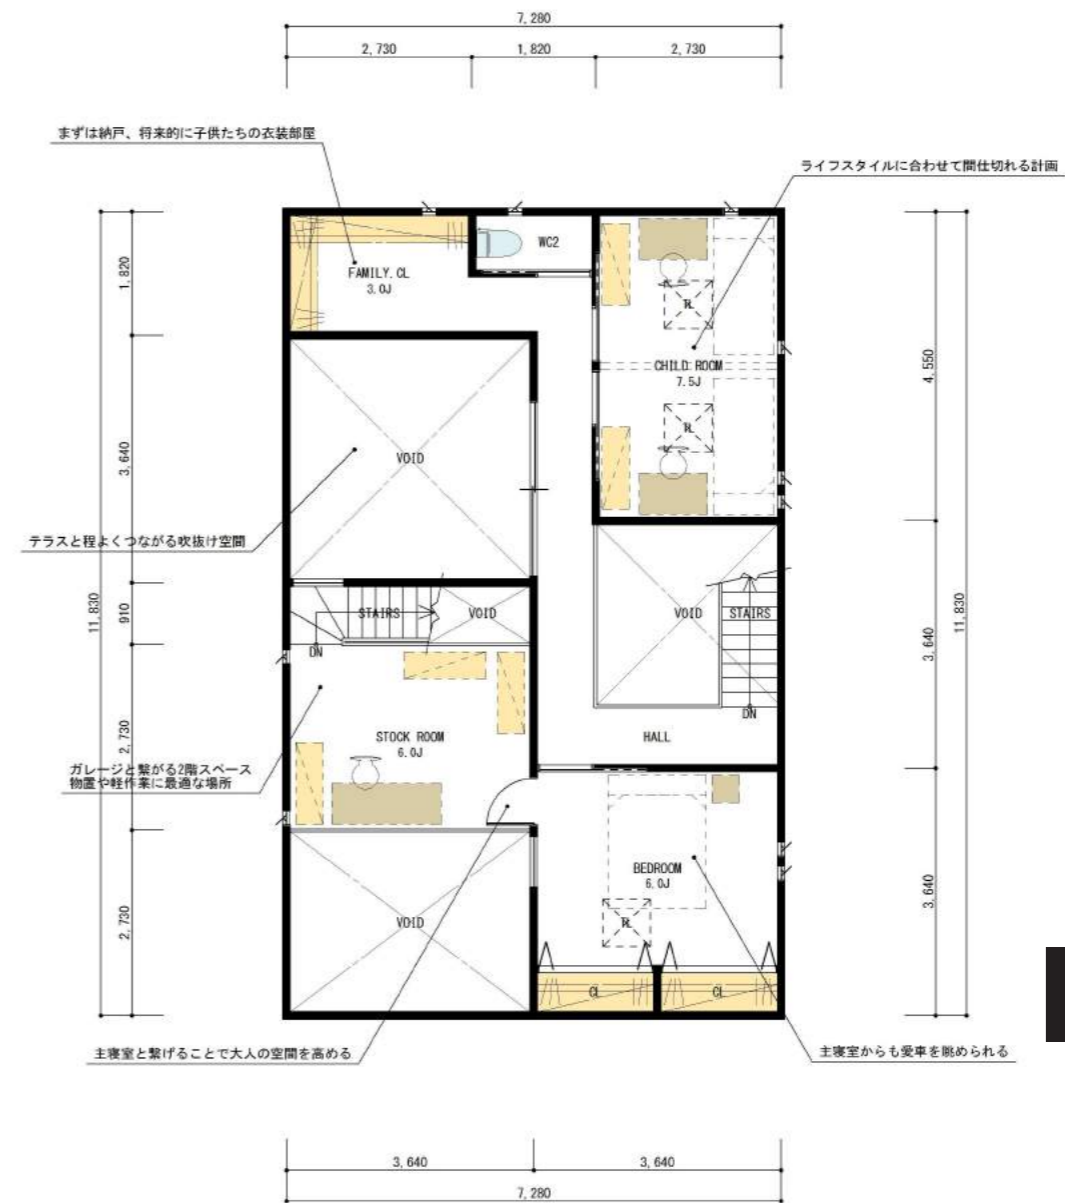 7,280
2,730
1,820
2,730
まずは納戸、将来的に子供たちの衣装部屋
ライフスタイルに合わせて間仕切れる計画
WC2
FAMILY.CL
3.0J
1,820
TL
4,550
CHILD ROOM
7.5J
TL
3,640
VOID
テラスと程よくつながる吹抜け空間
11,830
910
STAIRS
VOID
VOID
STAIRS
3,640
11,830
DN
DN
2,730
STOCK ROOM
6.0J
HALL
ガレージと繋がる2階スペース
物置や軽作業に最適な場所
BEDROOM
6.0J
3,640
2,730
VOID
TL
CL
CL
主寝室と繋げることで大人の空間を高める
主寝室からも愛車を眺められる
3,640
3,640
7,280